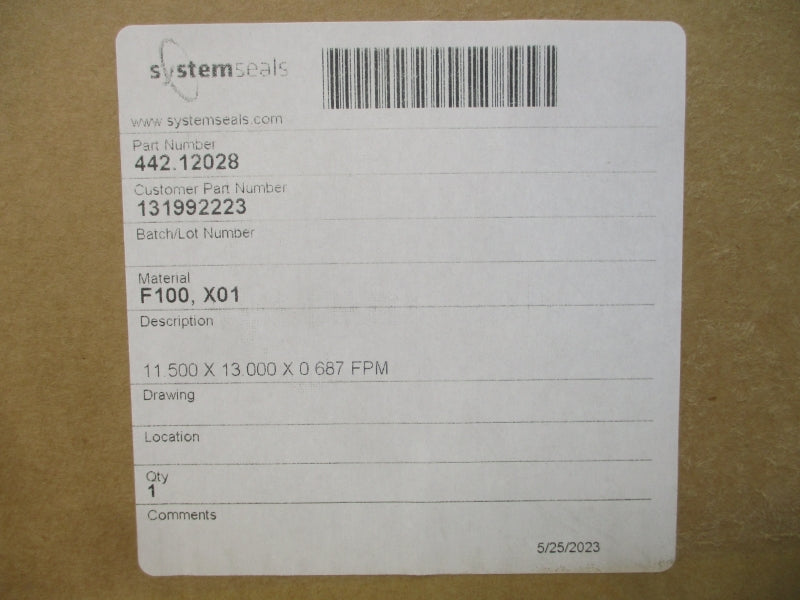 systemseals
www.systemseals.com
Part Number
442.12028
Customer Part Number
131992223
Batch/Lot Number
Material
F100, X01
Description
11.500 X 13.000 X 0.687 FPM
Drawing
Location
Qty
1
Comments
5/25/2023